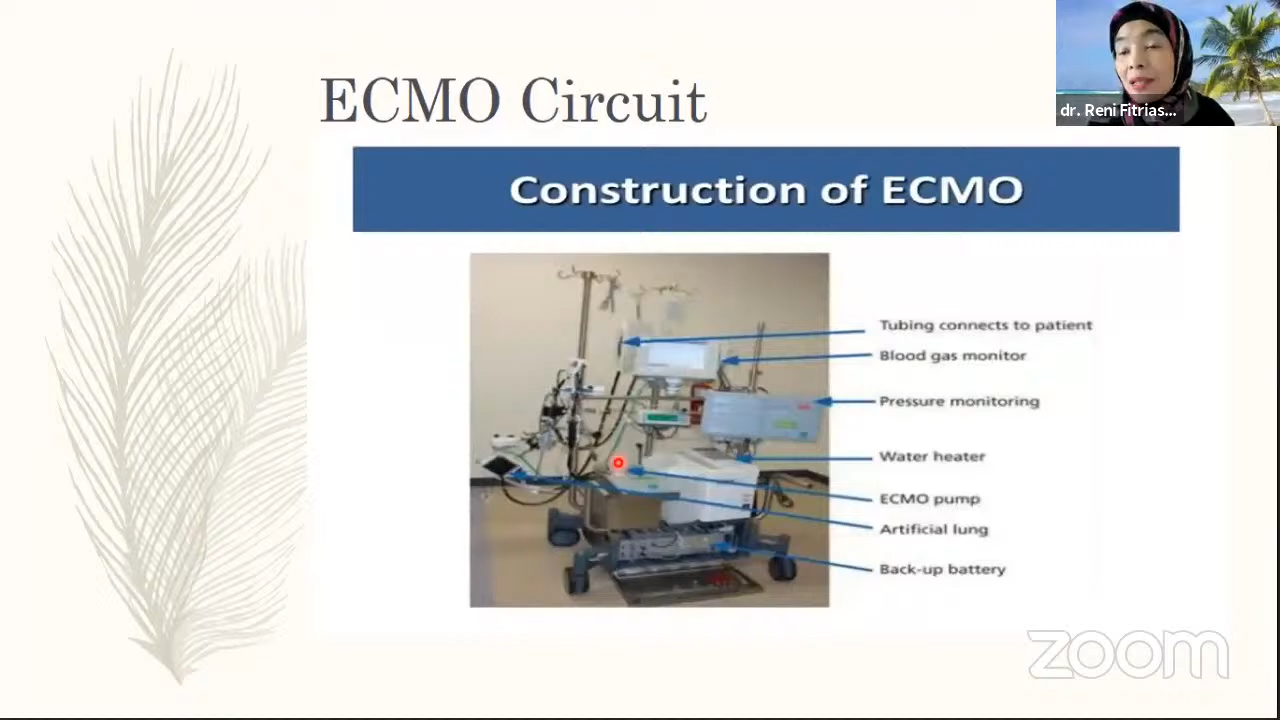 ECMO Circuit
dr. Reni Fitrias...
Construction of ECMO
Tubing connects to patient
Blood gas monitor
Pressure monitoring
Water heater
ECMO pump
Artificial lung
Back-up battery
zoom